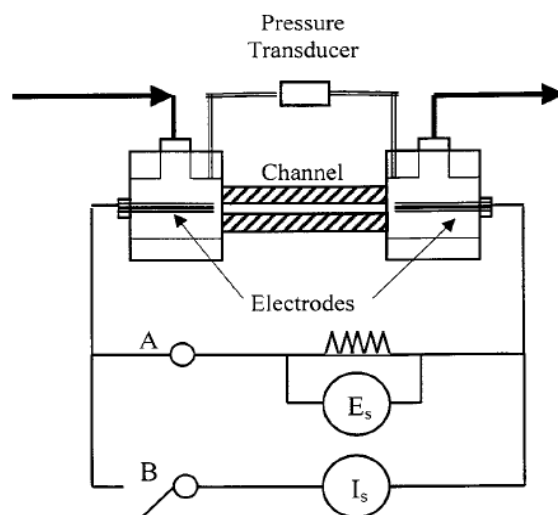 Pressure
Transducer
Channel
Electrodes
A
Es
B
Is